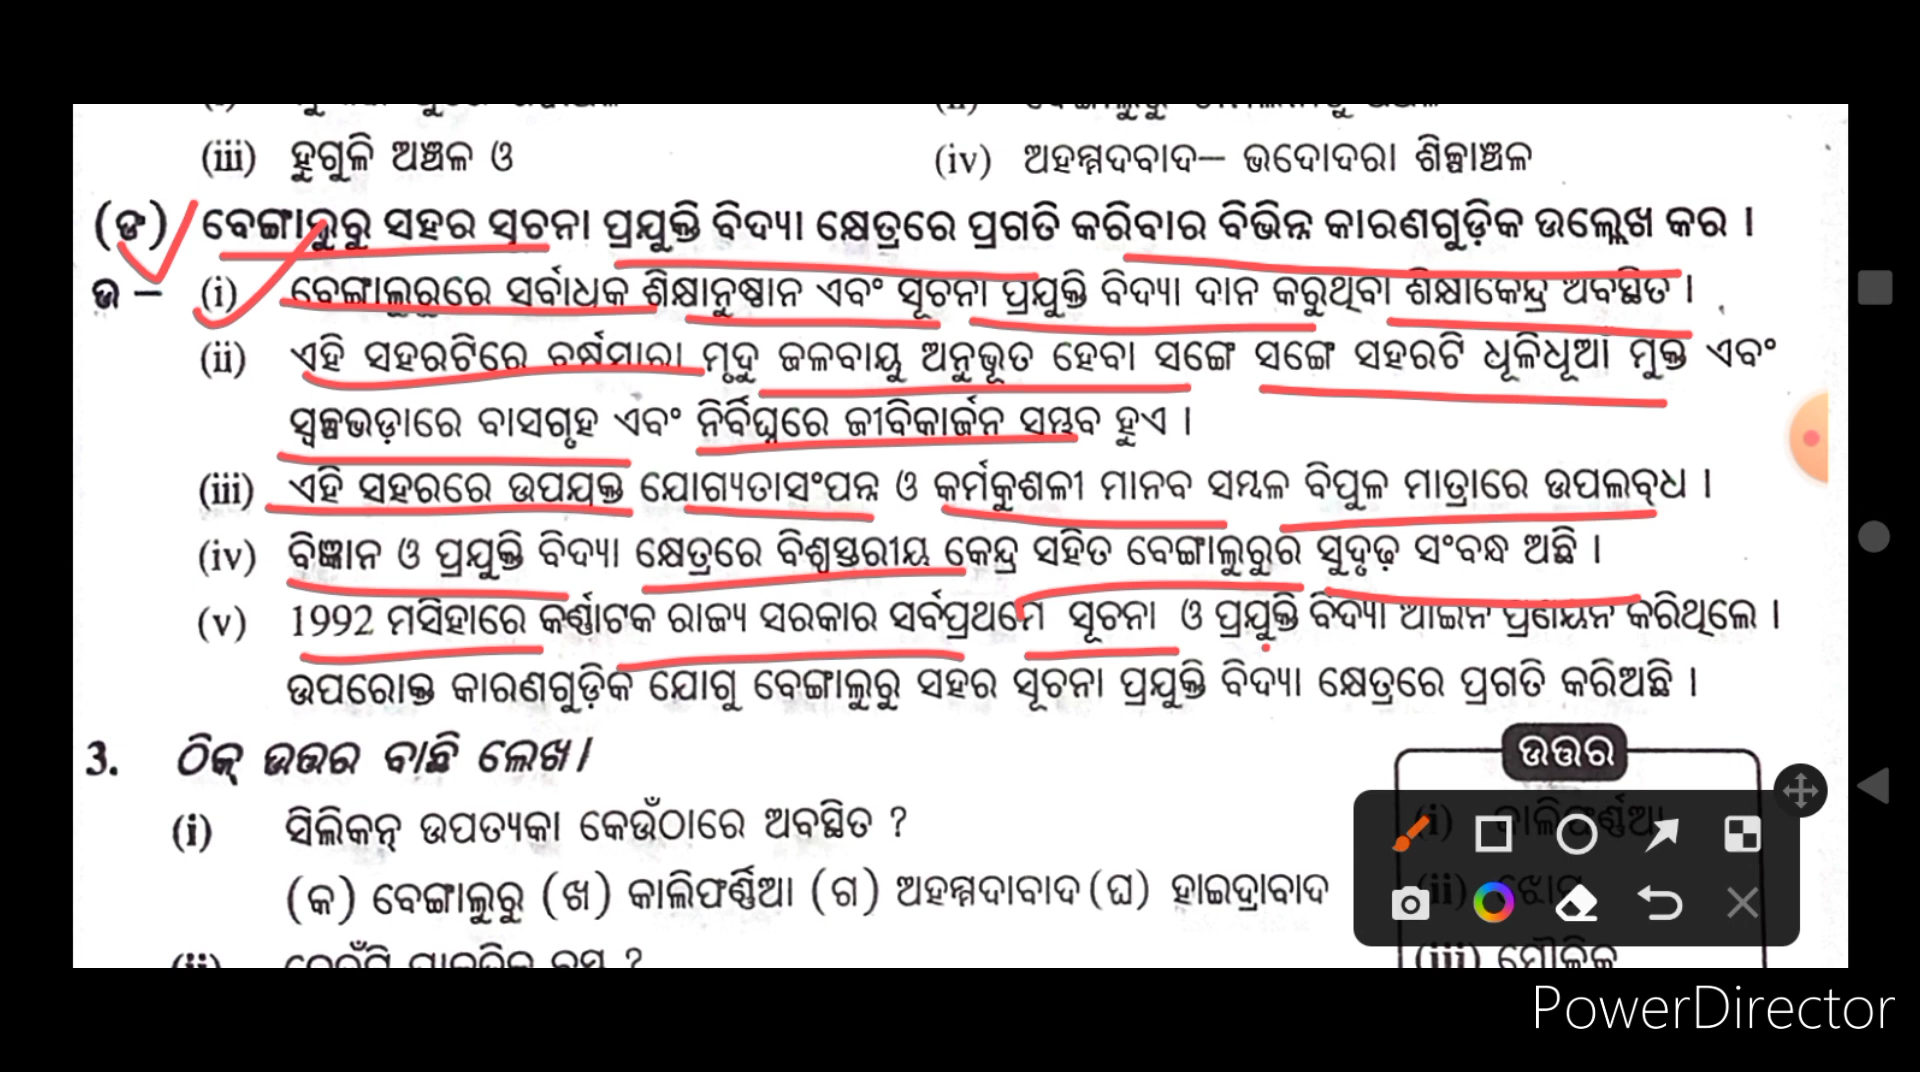 (iii) ହୁଗୁଳି ଅଞ୍ଚଳ ଓ (iv) ଅହମ୍ମଦବାଦ– ଭଦୋଦରା ଶିଳ୍ପାଞ୍ଚଳ
(ଙ) ବେଙ୍ଗାଲୁରୁ ସହର ସୂଚନା ପ୍ରଯୁକ୍ତି ବିଦ୍ୟା କ୍ଷେତ୍ରରେ ପ୍ରଗତି କରିବାର ବିଭିନ୍ନ କାରଣଗୁଡ଼ିକ ଉଲ୍ଲେଖ କର ।
ଉ – (i) ବେଙ୍ଗାଲୁରୁରେ ସର୍ବାଧିକ ଶିକ୍ଷାନୁଷ୍ଠାନ ଏବଂ ସୂଚନା ପ୍ରଯୁକ୍ତି ବିଦ୍ୟା ଦାନ କରୁଥିବା ଶିକ୍ଷାକେନ୍ଦ୍ର ଅବସ୍ଥିତ ।
(ii) ଏହି ସହରଟିରେ ବର୍ଷସାରା ମୃଦୁ ଜଳବାୟୁ ଅନୁଭୂତ ହେବା ସଙ୍ଗେ ସଙ୍ଗେ ସହରଟି ଧୂଳିଧୂଆଁ ମୁକ୍ତ ଏବଂ
ସ୍ୱଳ୍ପଭଡ଼ାରେ ବାସଗୃହ ଏବଂ ନିର୍ବିଘ୍ନରେ ଜୀବିକାର୍ଜନ ସମ୍ଭବ ହୁଏ ।
(iii) ଏହି ସହରରେ ଉପଯୁକ୍ତ ଯୋଗ୍ୟତାସଂପନ୍ନ ଓ କର୍ମକୁଶଳୀ ମାନବ ସମ୍ବଳ ବିପୁଳ ମାତ୍ରାରେ ଉପଲବ୍ଧ ।
(iv) ବିଜ୍ଞାନ ଓ ପ୍ରଯୁକ୍ତି ବିଦ୍ୟା କ୍ଷେତ୍ରରେ ବିଶ୍ୱସ୍ତରୀୟ କେନ୍ଦ୍ର ସହିତ ବେଙ୍ଗାଲୁରୁର ସୁଦୃଢ଼ ସଂବନ୍ଧ ଅଛି ।
(v) 1992 ମସିହାରେ କର୍ଣ୍ଣାଟକ ରାଜ୍ୟ ସରକାର ସର୍ବପ୍ରଥମେ ସୂଚନା ଓ ପ୍ରଯୁକ୍ତି ବିଦ୍ୟା ଆଇନ ପ୍ରଣୟନ କରିଥିଲେ ।
ଉପରୋକ୍ତ କାରଣଗୁଡ଼ିକ ଯୋଗୁ ବେଙ୍ଗାଲୁରୁ ସହର ସୂଚନା ପ୍ରଯୁକ୍ତି ବିଦ୍ୟା କ୍ଷେତ୍ରରେ ପ୍ରଗତି କରିଅଛି ।
3. ଠିକ୍ ଉତ୍ତର ବାଛି ଲେଖ।
ଉତ୍ତର
(i) ସିଲିକନ୍ ଉପତ୍ୟକା କେଉଁଠାରେ ଅବସ୍ଥିତ ?
(i) କାଲିଫର୍ଣ୍ଣିଆ
(କ) ବେଙ୍ଗାଲୁରୁ (ଖ) କାଲିଫର୍ଣ୍ଣିଆ (ଗ) ଅହମ୍ମଦାବାଦ (ଘ) ହାଇଦ୍ରାବାଦ
(ii)
(iii) ମୌଳିକ
PowerDirector